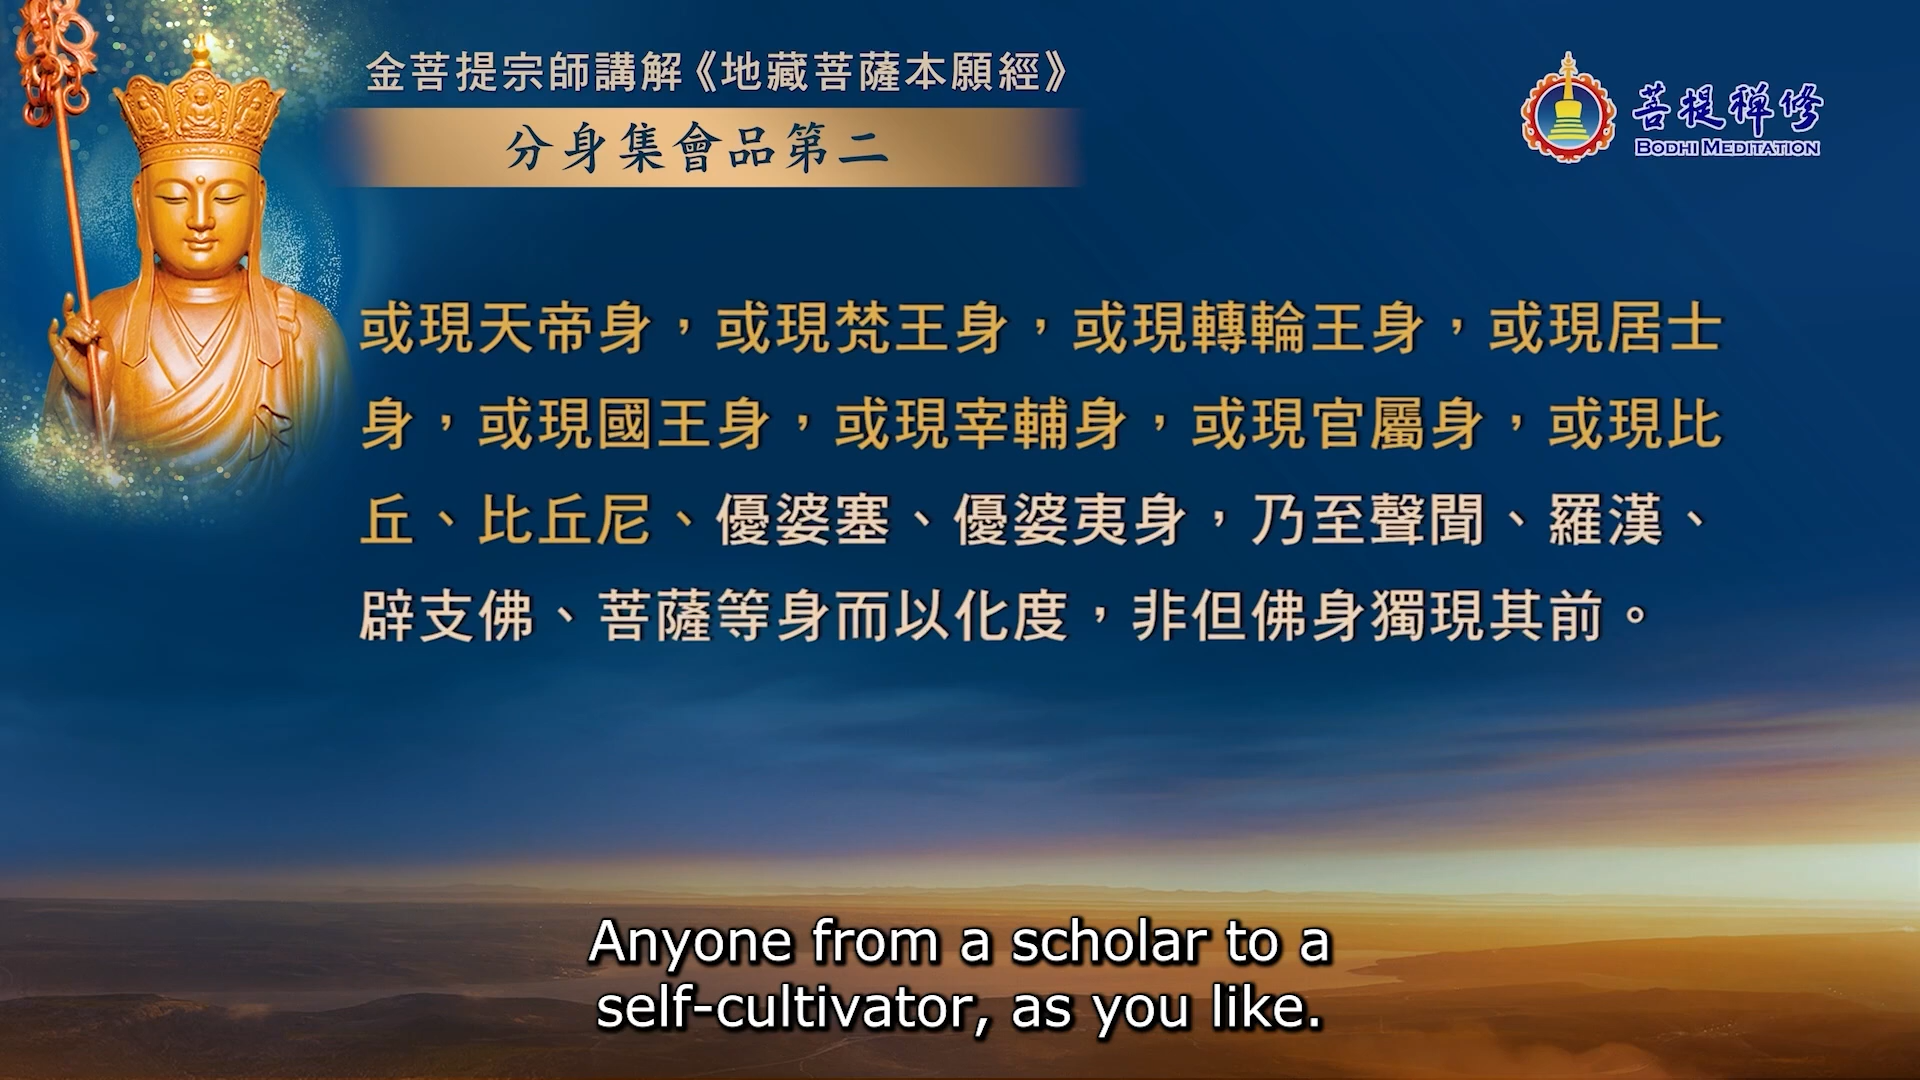 金菩提宗師講解《地藏菩薩本願經》
分身集會品第二
菩提禪修
BODHI MEDITATION
或現天帝身，或現梵王身，或現轉輪王身，或現居士
身，或現國王身，或現宰輔身，或現官屬身，或現比
丘、比丘尼、優婆塞、優婆夷身，乃至聲聞、羅漢、
辟支佛、菩薩等身而以化度，非但佛身獨現其前。
Anyone from a scholar to a
self-cultivator, as you like.